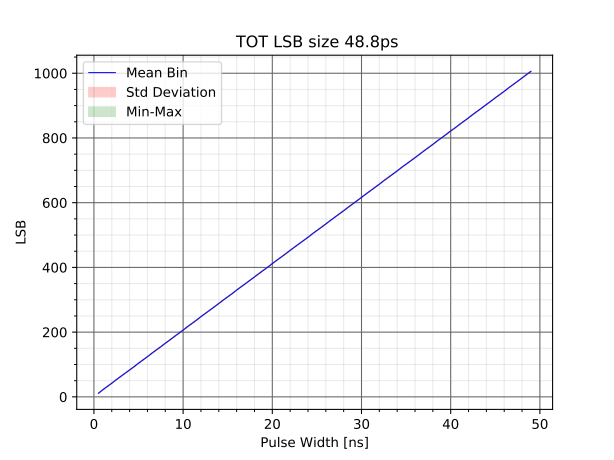 TOT LSB size 48.8ps
Mean Bin
Std Deviation
Min-Max
LSB
1000
800
600
400
200
0
0 10 20 30 40 50
Pulse Width [ns]